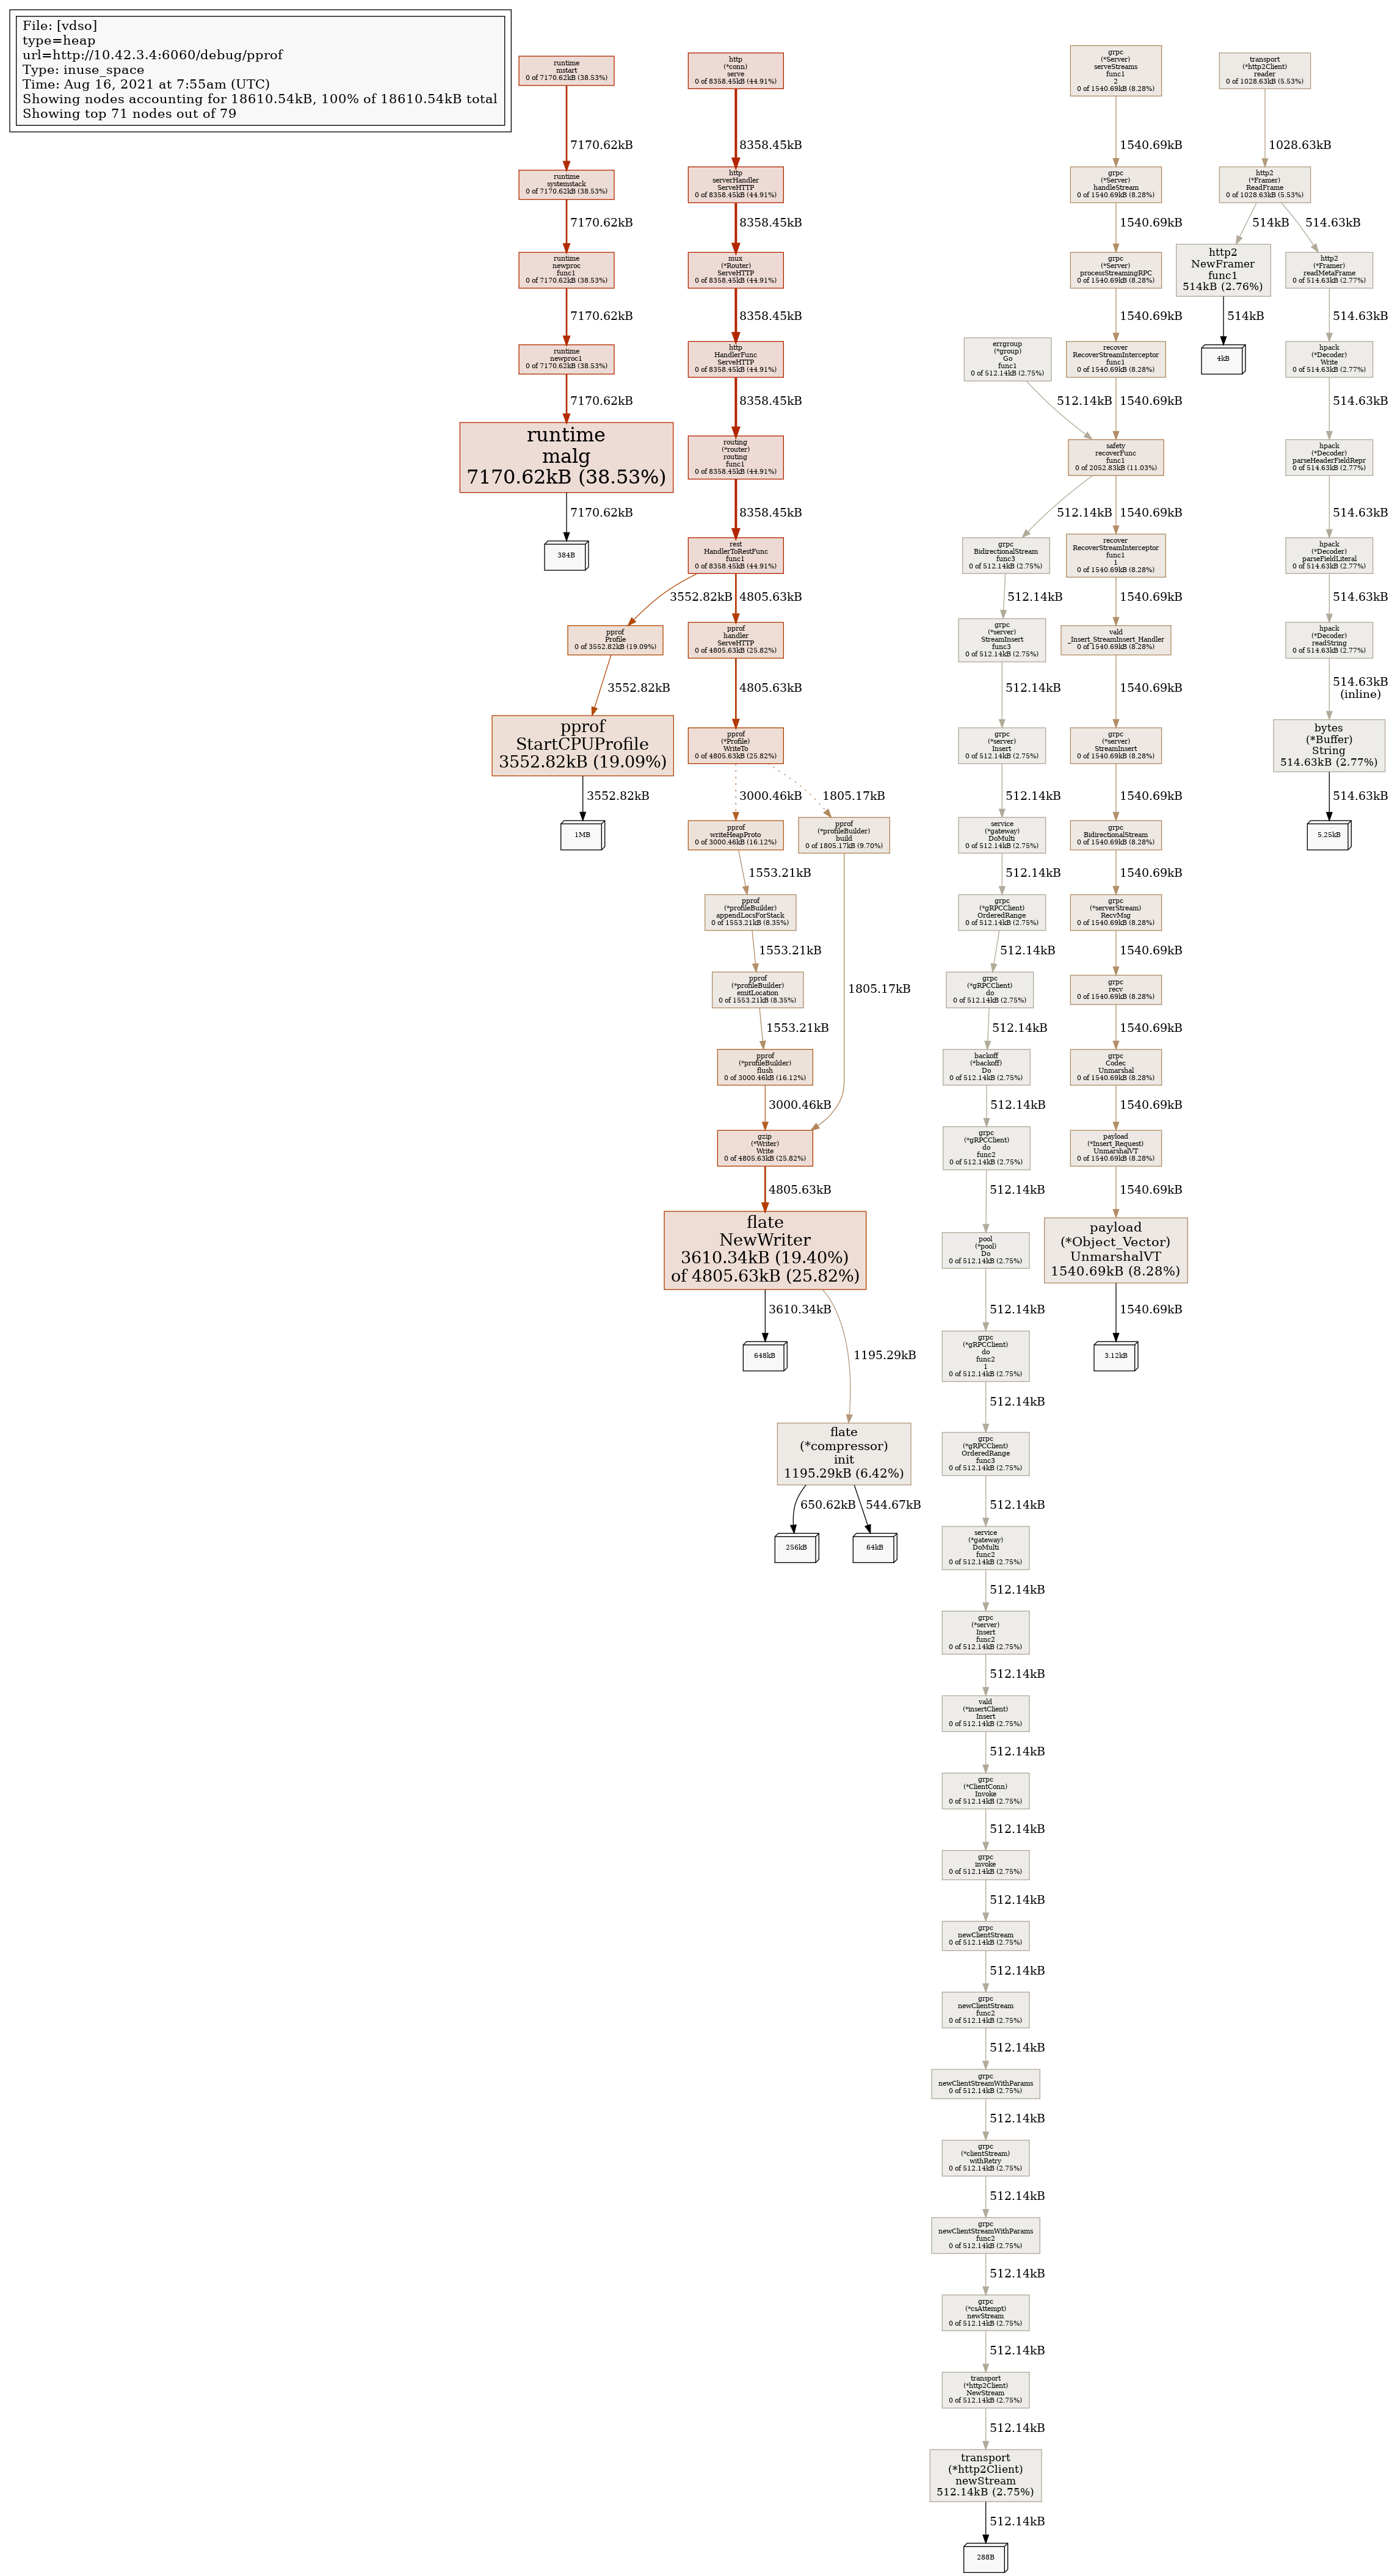 File: [vdso]
type=heap
url=http://10.42.3.4:6060/debug/pprof
Type: inuse_space
Time: Aug 16, 2021 at 7:55am (UTC)
Showing nodes accounting for 18610.54kB, 100% of 18610.54kB total
Showing top 71 nodes out of 79
runtime
mstart
0 of 7170.62kB (38.53%)
7170.62kB
runtime
systemstack
0 of 7170.62kB (38.53%)
7170.62kB
runtime
newproc
func1
0 of 7170.62kB (38.53%)
7170.62kB
runtime
newproc1
0 of 7170.62kB (38.53%)
7170.62kB
runtime
malg
7170.62kB (38.53%)
7170.62kB
384B
http
(*conn)
serve
0 of 8358.45kB (44.91%)
8358.45kB
http
serverHandler
ServeHTTP
0 of 8358.45kB (44.91%)
8358.45kB
mux
(*Router)
ServeHTTP
0 of 8358.45kB (44.91%)
8358.45kB
http
HandlerFunc
ServeHTTP
0 of 8358.45kB (44.91%)
8358.45kB
routing
(*router)
routing
func1
0 of 8358.45kB (44.91%)
8358.45kB
rest
HandlerToRestFunc
func1
0 of 8358.45kB (44.91%)
3552.82kB
4805.63kB
pprof
Profile
0 of 3552.82kB (19.09%)
3552.82kB
pprof
StartCPUProfile
3552.82kB (19.09%)
3552.82kB
1MB
pprof
handler
ServeHTTP
0 of 4805.63kB (25.82%)
4805.63kB
pprof
(*Profile)
WriteTo
0 of 4805.63kB (25.82%)
3000.46kB
1805.17kB
pprof
writeHeapProto
0 of 3000.46kB (16.12%)
1553.21kB
pprof
(*profileBuilder)
build
0 of 1805.17kB (9.70%)
1805.17kB
pprof
(*profileBuilder)
appendLocsForStack
0 of 1553.21kB (8.35%)
1553.21kB
pprof
(*profileBuilder)
emitLocation
0 of 1553.21kB (8.35%)
1553.21kB
pprof
(*profileBuilder)
flush
0 of 3000.46kB (16.12%)
3000.46kB
gzip
(*Writer)
Write
0 of 4805.63kB (25.82%)
4805.63kB
flate
NewWriter
3610.34kB (19.40%)
of 4805.63kB (25.82%)
3610.34kB
648kB
1195.29kB
flate
(*compressor)
init
1195.29kB (6.42%)
650.62kB
544.67kB
256kB
64kB
grpc
(*Server)
serveStreams
func1
2
0 of 1540.69kB (8.28%)
1540.69kB
grpc
(*Server)
handleStream
0 of 1540.69kB (8.28%)
1540.69kB
grpc
(*Server)
processStreamingRPC
0 of 1540.69kB (8.28%)
1540.69kB
errgroup
(*group)
Go
func1
0 of 512.14kB (2.75%)
512.14kB
recover
RecoverStreamInterceptor
func1
0 of 1540.69kB (8.28%)
1540.69kB
safety
recoverFunc
func1
0 of 2052.83kB (11.03%)
512.14kB
1540.69kB
grpc
BidirectionalStream
func3
0 of 512.14kB (2.75%)
512.14kB
grpc
(*server)
StreamInsert
func3
0 of 512.14kB (2.75%)
512.14kB
grpc
(*server)
Insert
0 of 512.14kB (2.75%)
512.14kB
service
(*gateway)
DoMulti
0 of 512.14kB (2.75%)
512.14kB
grpc
(*gRPCClient)
OrderedRange
0 of 512.14kB (2.75%)
512.14kB
grpc
(*gRPCClient)
do
0 of 512.14kB (2.75%)
512.14kB
backoff
(*backoff)
Do
0 of 512.14kB (2.75%)
512.14kB
grpc
(*gRPCClient)
do
func2
0 of 512.14kB (2.75%)
512.14kB
pool
(*pool)
Do
0 of 512.14kB (2.75%)
512.14kB
grpc
(*gRPCClient)
do
func2
1
0 of 512.14kB (2.75%)
512.14kB
grpc
(*gRPCClient)
OrderedRange
func3
0 of 512.14kB (2.75%)
512.14kB
service
(*gateway)
DoMulti
func2
0 of 512.14kB (2.75%)
512.14kB
grpc
(*server)
Insert
func2
0 of 512.14kB (2.75%)
512.14kB
vald
(*insertClient)
Insert
0 of 512.14kB (2.75%)
512.14kB
grpc
(*ClientConn)
Invoke
0 of 512.14kB (2.75%)
512.14kB
grpc
invoke
0 of 512.14kB (2.75%)
512.14kB
grpc
newClientStream
0 of 512.14kB (2.75%)
512.14kB
grpc
newClientStream
func2
0 of 512.14kB (2.75%)
512.14kB
grpc
newClientStreamWithParams
0 of 512.14kB (2.75%)
512.14kB
grpc
(*clientStream)
withRetry
0 of 512.14kB (2.75%)
512.14kB
grpc
newClientStreamWithParams
func2
0 of 512.14kB (2.75%)
512.14kB
grpc
(*csAttempt)
newStream
0 of 512.14kB (2.75%)
512.14kB
transport
(*http2Client)
NewStream
0 of 512.14kB (2.75%)
512.14kB
transport
(*http2Client)
newStream
512.14kB (2.75%)
512.14kB
288B
recover
RecoverStreamInterceptor
func1
1
0 of 1540.69kB (8.28%)
1540.69kB
vald
_Insert_StreamInsert_Handler
0 of 1540.69kB (8.28%)
1540.69kB
grpc
(*server)
StreamInsert
0 of 1540.69kB (8.28%)
1540.69kB
grpc
BidirectionalStream
0 of 1540.69kB (8.28%)
1540.69kB
grpc
(*serverStream)
RecvMsg
0 of 1540.69kB (8.28%)
1540.69kB
grpc
recv
0 of 1540.69kB (8.28%)
1540.69kB
grpc
Codec
Unmarshal
0 of 1540.69kB (8.28%)
1540.69kB
payload
(*Insert_Request)
UnmarshalVT
0 of 1540.69kB (8.28%)
1540.69kB
payload
(*Object_Vector)
UnmarshalVT
1540.69kB (8.28%)
1540.69kB
3.12kB
transport
(*http2Client)
reader
0 of 1028.63kB (5.53%)
1028.63kB
http2
(*Framer)
ReadFrame
0 of 1028.63kB (5.53%)
514kB
514.63kB
http2
NewFramer
func1
514kB (2.76%)
514kB
4kB
http2
(*Framer)
readMetaFrame
0 of 514.63kB (2.77%)
514.63kB
hpack
(*Decoder)
Write
0 of 514.63kB (2.77%)
514.63kB
hpack
(*Decoder)
parseHeaderFieldRepr
0 of 514.63kB (2.77%)
514.63kB
hpack
(*Decoder)
parseFieldLiteral
0 of 514.63kB (2.77%)
514.63kB
hpack
(*Decoder)
readString
0 of 514.63kB (2.77%)
514.63kB
(inline)
bytes
(*Buffer)
String
514.63kB (2.77%)
514.63kB
5.25kB